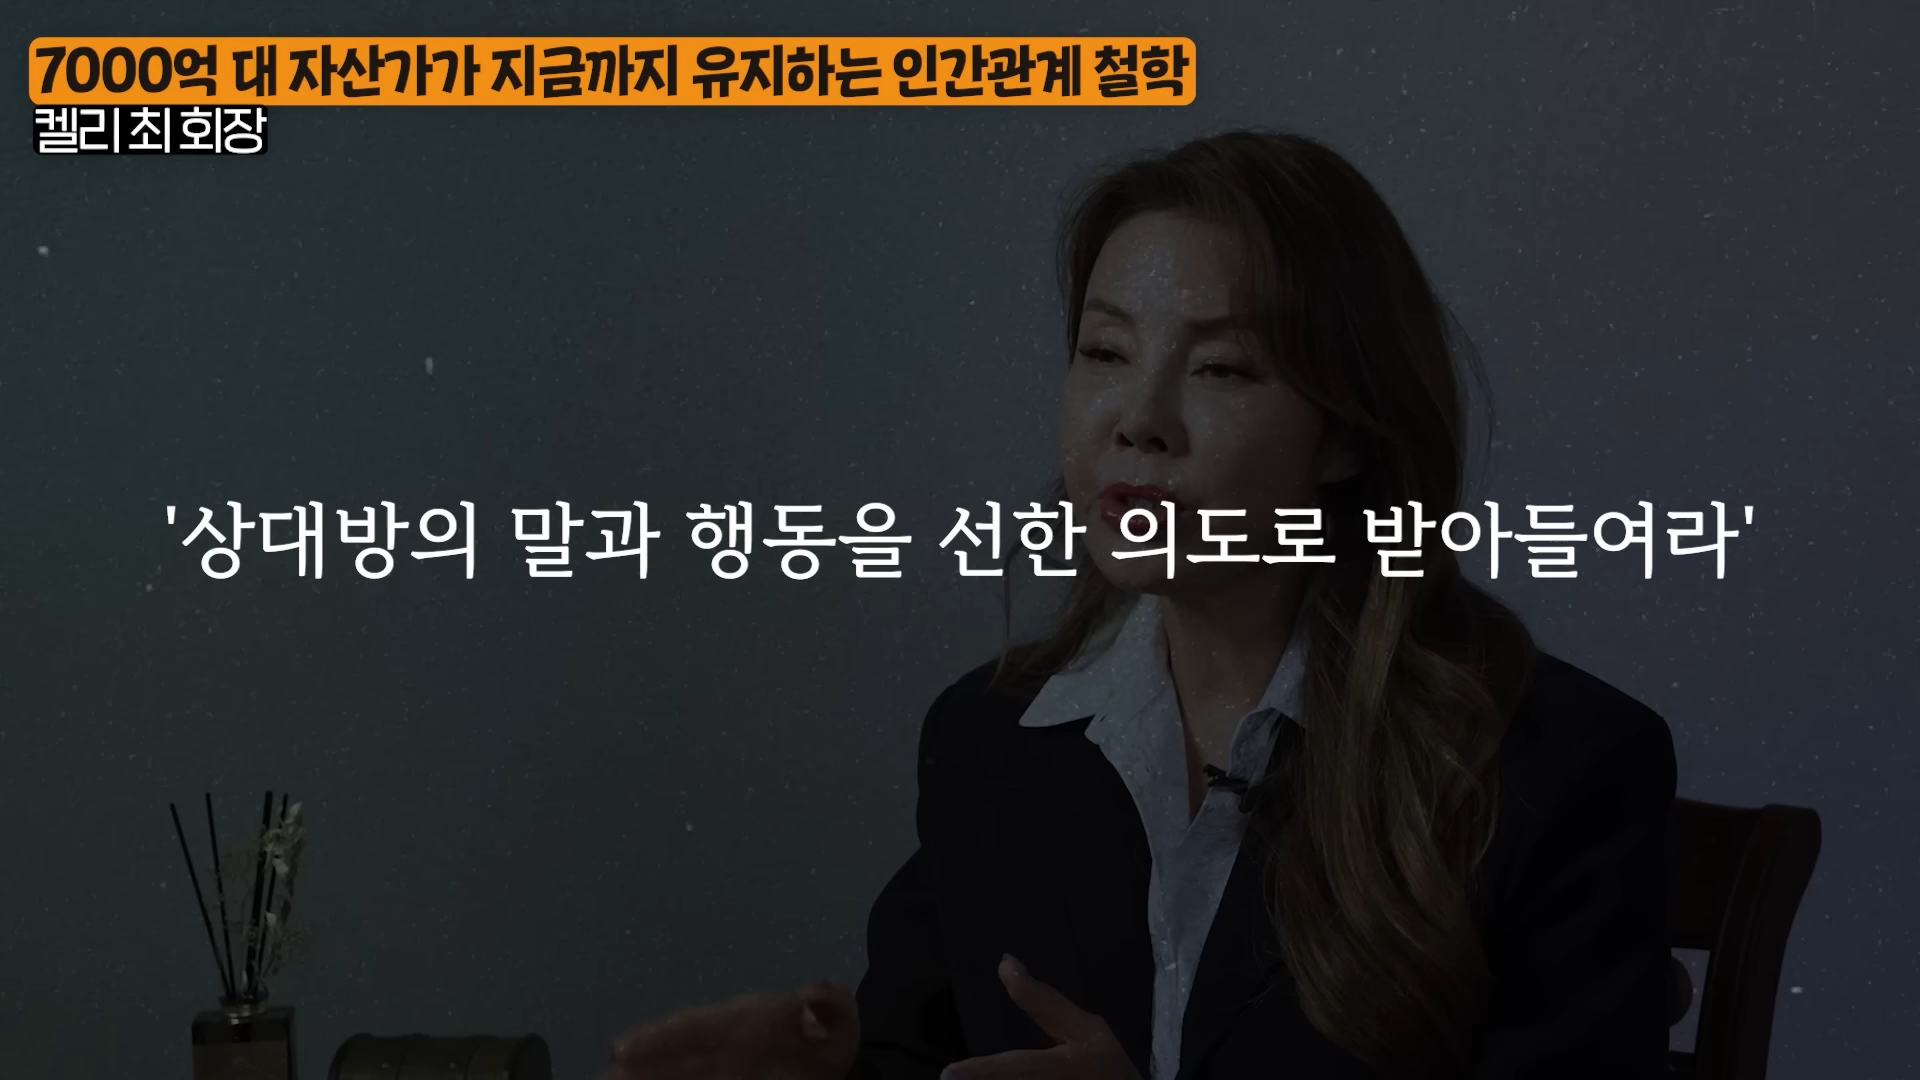 7000억 대 자산가가 지금까지 유지하는 인간관계 철학
켈리 최 회장
'상대방의 말과 행동을 선한 의도로 받아들여라'